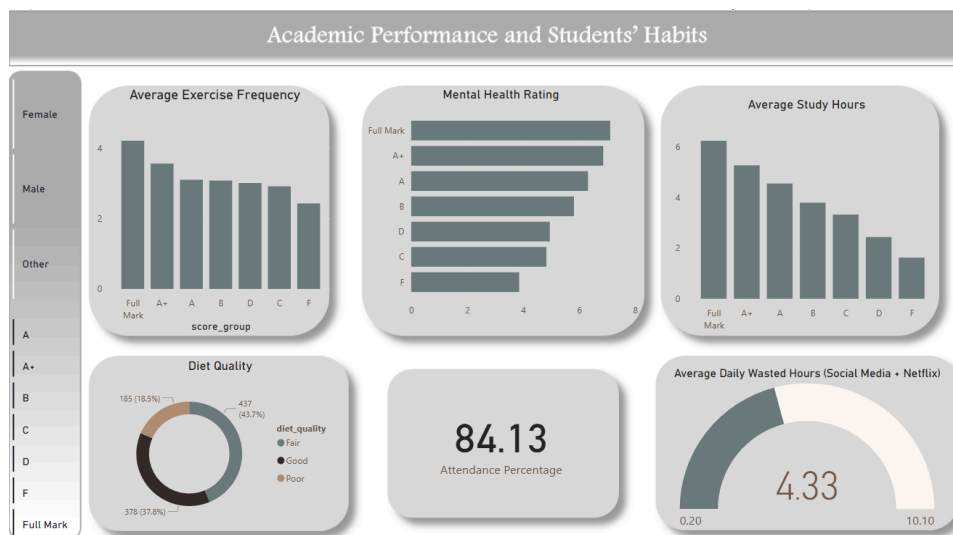 Academic Performance and Students' Habits
Female
Male
Other
A
A+
B
C
D
F
Full Mark
Average Exercise Frequency
4
2
0
Full
Mark
A+
A
B
D
C
F
score_group
Mental Health Rating
Full Mark
A+
A
B
D
C
F
0
2
4
6
8
Average Study Hours
6
4
2
0
Full
Mark
A+
A
B
C
D
F
Diet Quality
185 (18.5%)
437
(43.7%)
378 (37.8%)
diet_quality
Fair
Good
Poor
84.13
Attendance Percentage
Average Daily Wasted Hours (Social Media + Netflix)
4.33
0.20
10.10